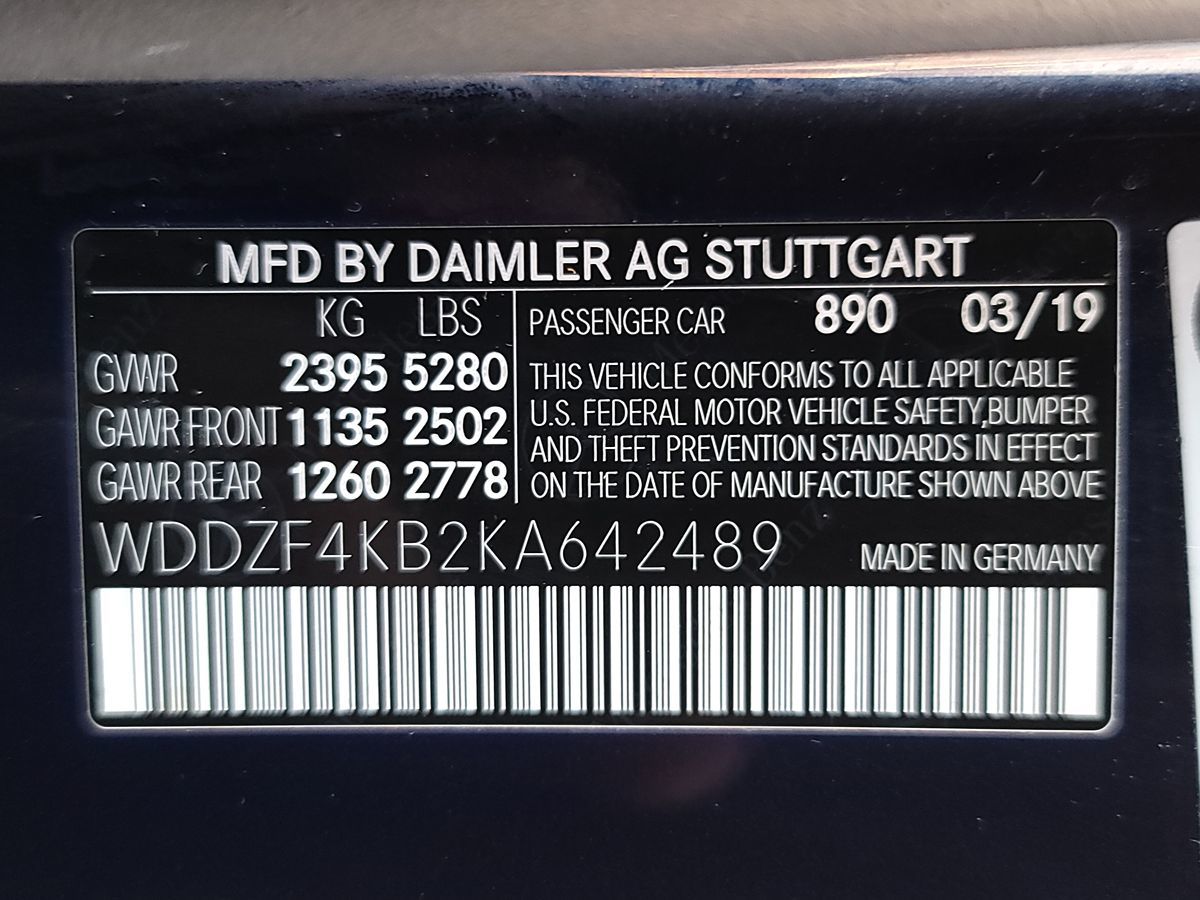 MFD BY DAIMLER AG STUTTGART
KG LBS
GVWR 2395 5280
GAWR FRONT 1135 2502
GAWR REAR 1260 2778
PASSENGER CAR 890 03/19
THIS VEHICLE CONFORMS TO ALL APPLICABLE
U.S. FEDERAL MOTOR VEHICLE SAFETY,BUMPER
AND THEFT PREVENTION STANDARDS IN EFFECT
ON THE DATE OF MANUFACTURE SHOWN ABOVE
WDDZF4KB2KA642489
MADE IN GERMANY